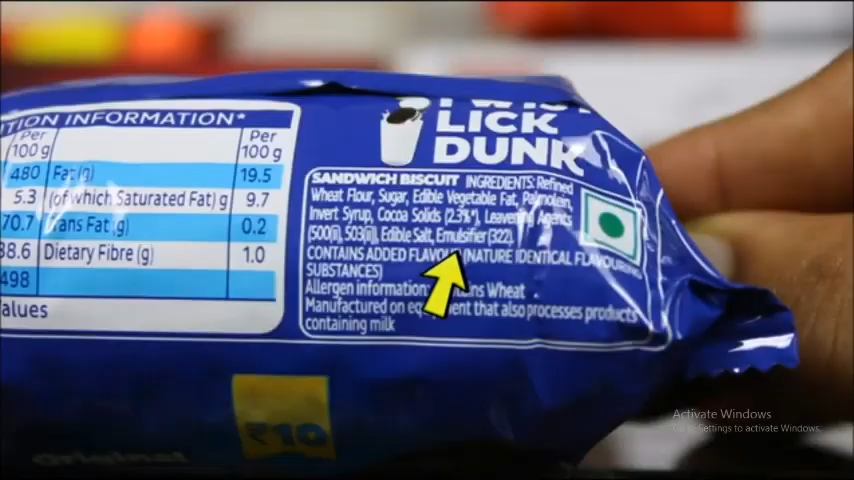 TION INFORMATION*
Per 100 g
Per 100 g
480 Fat (g) 19.5
5.3 (of which Saturated Fat) g 9.7
70.7 Trans Fat (g) 0.2
38.6 Dietary Fibre (g) 1.0
498
alues
TWIST
LICK
DUNK
SANDWICH BISCUIT INGREDIENTS: Refined
Wheat Flour, Sugar, Edible Vegetable Fat, Palmolein,
Invert Syrup, Cocoa Solids (2.3%*), Leavening Agents
(500(ii), 503(ii)), Edible Salt, Emulsifier (322).
CONTAINS ADDED FLAVOUR (NATURE IDENTICAL FLAVOURING
SUBSTANCES)
Allergen information: Contains Wheat
Manufactured on equipment that also processes products
containing milk
₹10
Original
Activate Windows
Go to Settings to activate Windows.